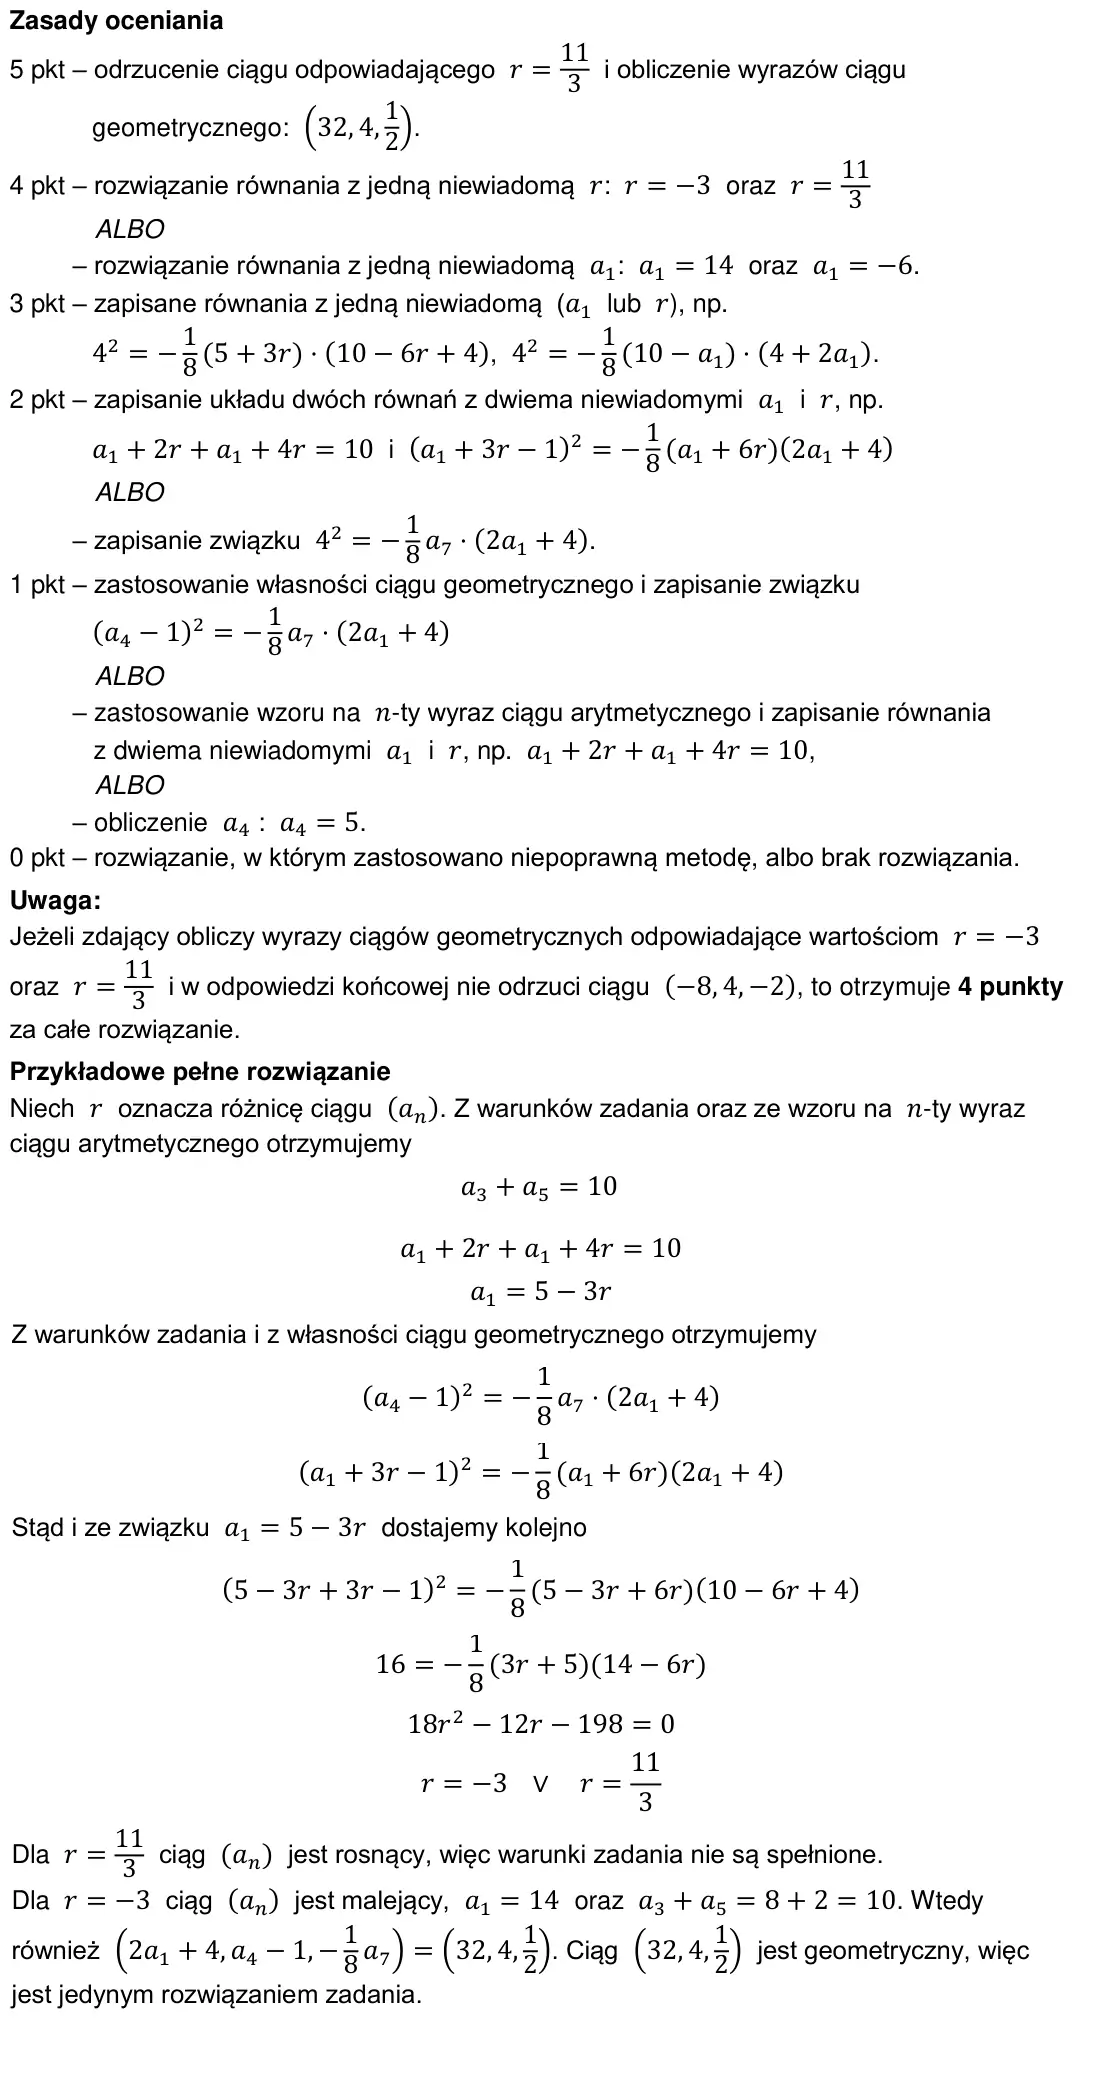 Zasady oceniania
5 pkt – odrzucenie ciągu odpowiadającego r = 11/3 i obliczenie wyrazów ciągu
geometrycznego: (32, 4, 1/2).
4 pkt – rozwiązanie równania z jedną niewiadomą r: r = −3 oraz r = 11/3
ALBO
– rozwiązanie równania z jedną niewiadomą a₁: a₁ = 14 oraz a₁ = −6.
3 pkt – zapisane równania z jedną niewiadomą (a₁ lub r), np.
4² = −1/8(5 + 3r) · (10 − 6r + 4), 4² = −1/8(10 − a₁) · (4 + 2a₁).
2 pkt – zapisanie układu dwóch równań z dwiema niewiadomymi a₁ i r, np.
a₁ + 2r + a₁ + 4r = 10 i (a₁ + 3r − 1)² = −1/8(a₁ + 6r)(2a₁ + 4)
ALBO
– zapisanie związku 4² = −1/8a₇ · (2a₁ + 4).
1 pkt – zastosowanie własności ciągu geometrycznego i zapisanie związku
(a₄ − 1)² = −1/8a₇ · (2a₁ + 4)
ALBO
– zastosowanie wzoru na n-ty wyraz ciągu arytmetycznego i zapisanie równania
z dwiema niewiadomymi a₁ i r, np. a₁ + 2r + a₁ + 4r = 10,
ALBO
– obliczenie a₄ : a₄ = 5.
0 pkt – rozwiązanie, w którym zastosowano niepoprawną metodę, albo brak rozwiązania.
Uwaga:
Jeżeli zdający obliczy wyrazy ciągów geometrycznych odpowiadające wartościom r = −3
oraz r = 11/3 i w odpowiedzi końcowej nie odrzuci ciągu (−8, 4, −2), to otrzymuje 4 punkty
za całe rozwiązanie.
Przykładowe pełne rozwiązanie
Niech r oznacza różnicę ciągu (aₙ). Z warunków zadania oraz ze wzoru na n-ty wyraz
ciągu arytmetycznego otrzymujemy
a₃ + a₅ = 10
a₁ + 2r + a₁ + 4r = 10
a₁ = 5 − 3r
Z warunków zadania i z własności ciągu geometrycznego otrzymujemy
(a₄ − 1)² = −1/8a₇ · (2a₁ + 4)
(a₁ + 3r − 1)² = −1/8(a₁ + 6r)(2a₁ + 4)
Stąd i ze związku a₁ = 5 − 3r dostajemy kolejno
(5 − 3r + 3r − 1)² = −1/8(5 − 3r + 6r)(10 − 6r + 4)
16 = −1/8(3r + 5)(14 − 6r)
18r² − 12r − 198 = 0
r = −3 ∨ r = 11/3
Dla r = 11/3 ciąg (aₙ) jest rosnący, więc warunki zadania nie są spełnione.
Dla r = −3 ciąg (aₙ) jest malejący, a₁ = 14 oraz a₃ + a₅ = 8 + 2 = 10. Wtedy
również (2a₁ + 4, a₄ − 1, −1/8a₇) = (32, 4, 1/2). Ciąg (32, 4, 1/2) jest geometryczny, więc
jest jedynym rozwiązaniem zadania.